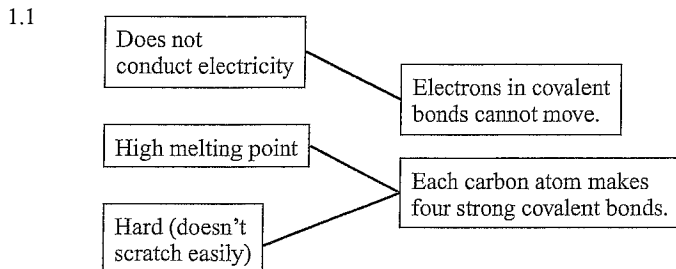 1.1
Does not
conduct electricity
Electrons in covalent
bonds cannot move.
High melting point
Each carbon atom makes
four strong covalent bonds.
Hard (doesn't
scratch easily)